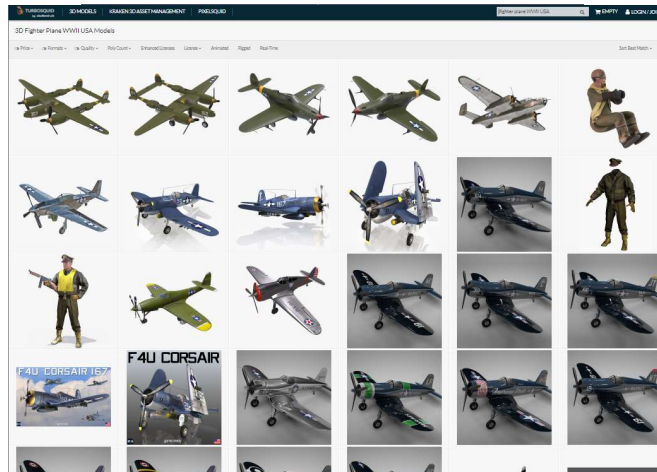 TURBOSQUID
3D MODELS
KRAKEN 3D ASSET MANAGEMENT
PIXELSQUID
fighter plane WWII USA
EMPTY
LOGIN / JOI
3D Fighter Plane WWII USA Models
Price
Formats
Quality
Poly Count
Enhanced Licenses
License
Animated
Rigged
Real-Time
Sort Best Match
F4U CORSAIR 167
F4U CORSAIR